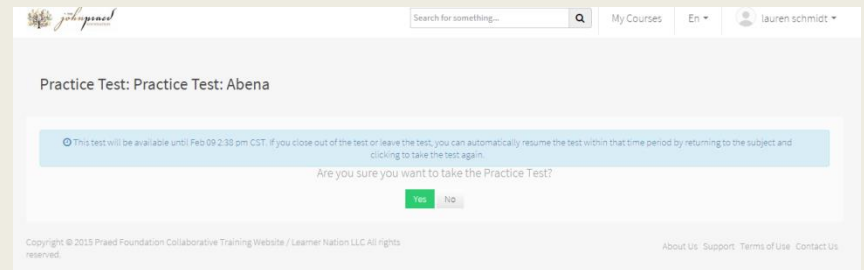 johnpraed
Search for something...
My Courses
En
lauren schmidt
Practice Test: Practice Test: Abena
This test will be available until Feb 09 2:38 pm CST. If you close out of the test or leave the test, you can automatically resume the test within that time period by returning to the subject and
clicking to take the test again.
Are you sure you want to take the Practice Test?
Yes No
Copyright © 2015 Praed Foundation Collaborative Training Website / Learner Nation LLC All rights
reserved.
About Us Support Terms of Use Contact Us